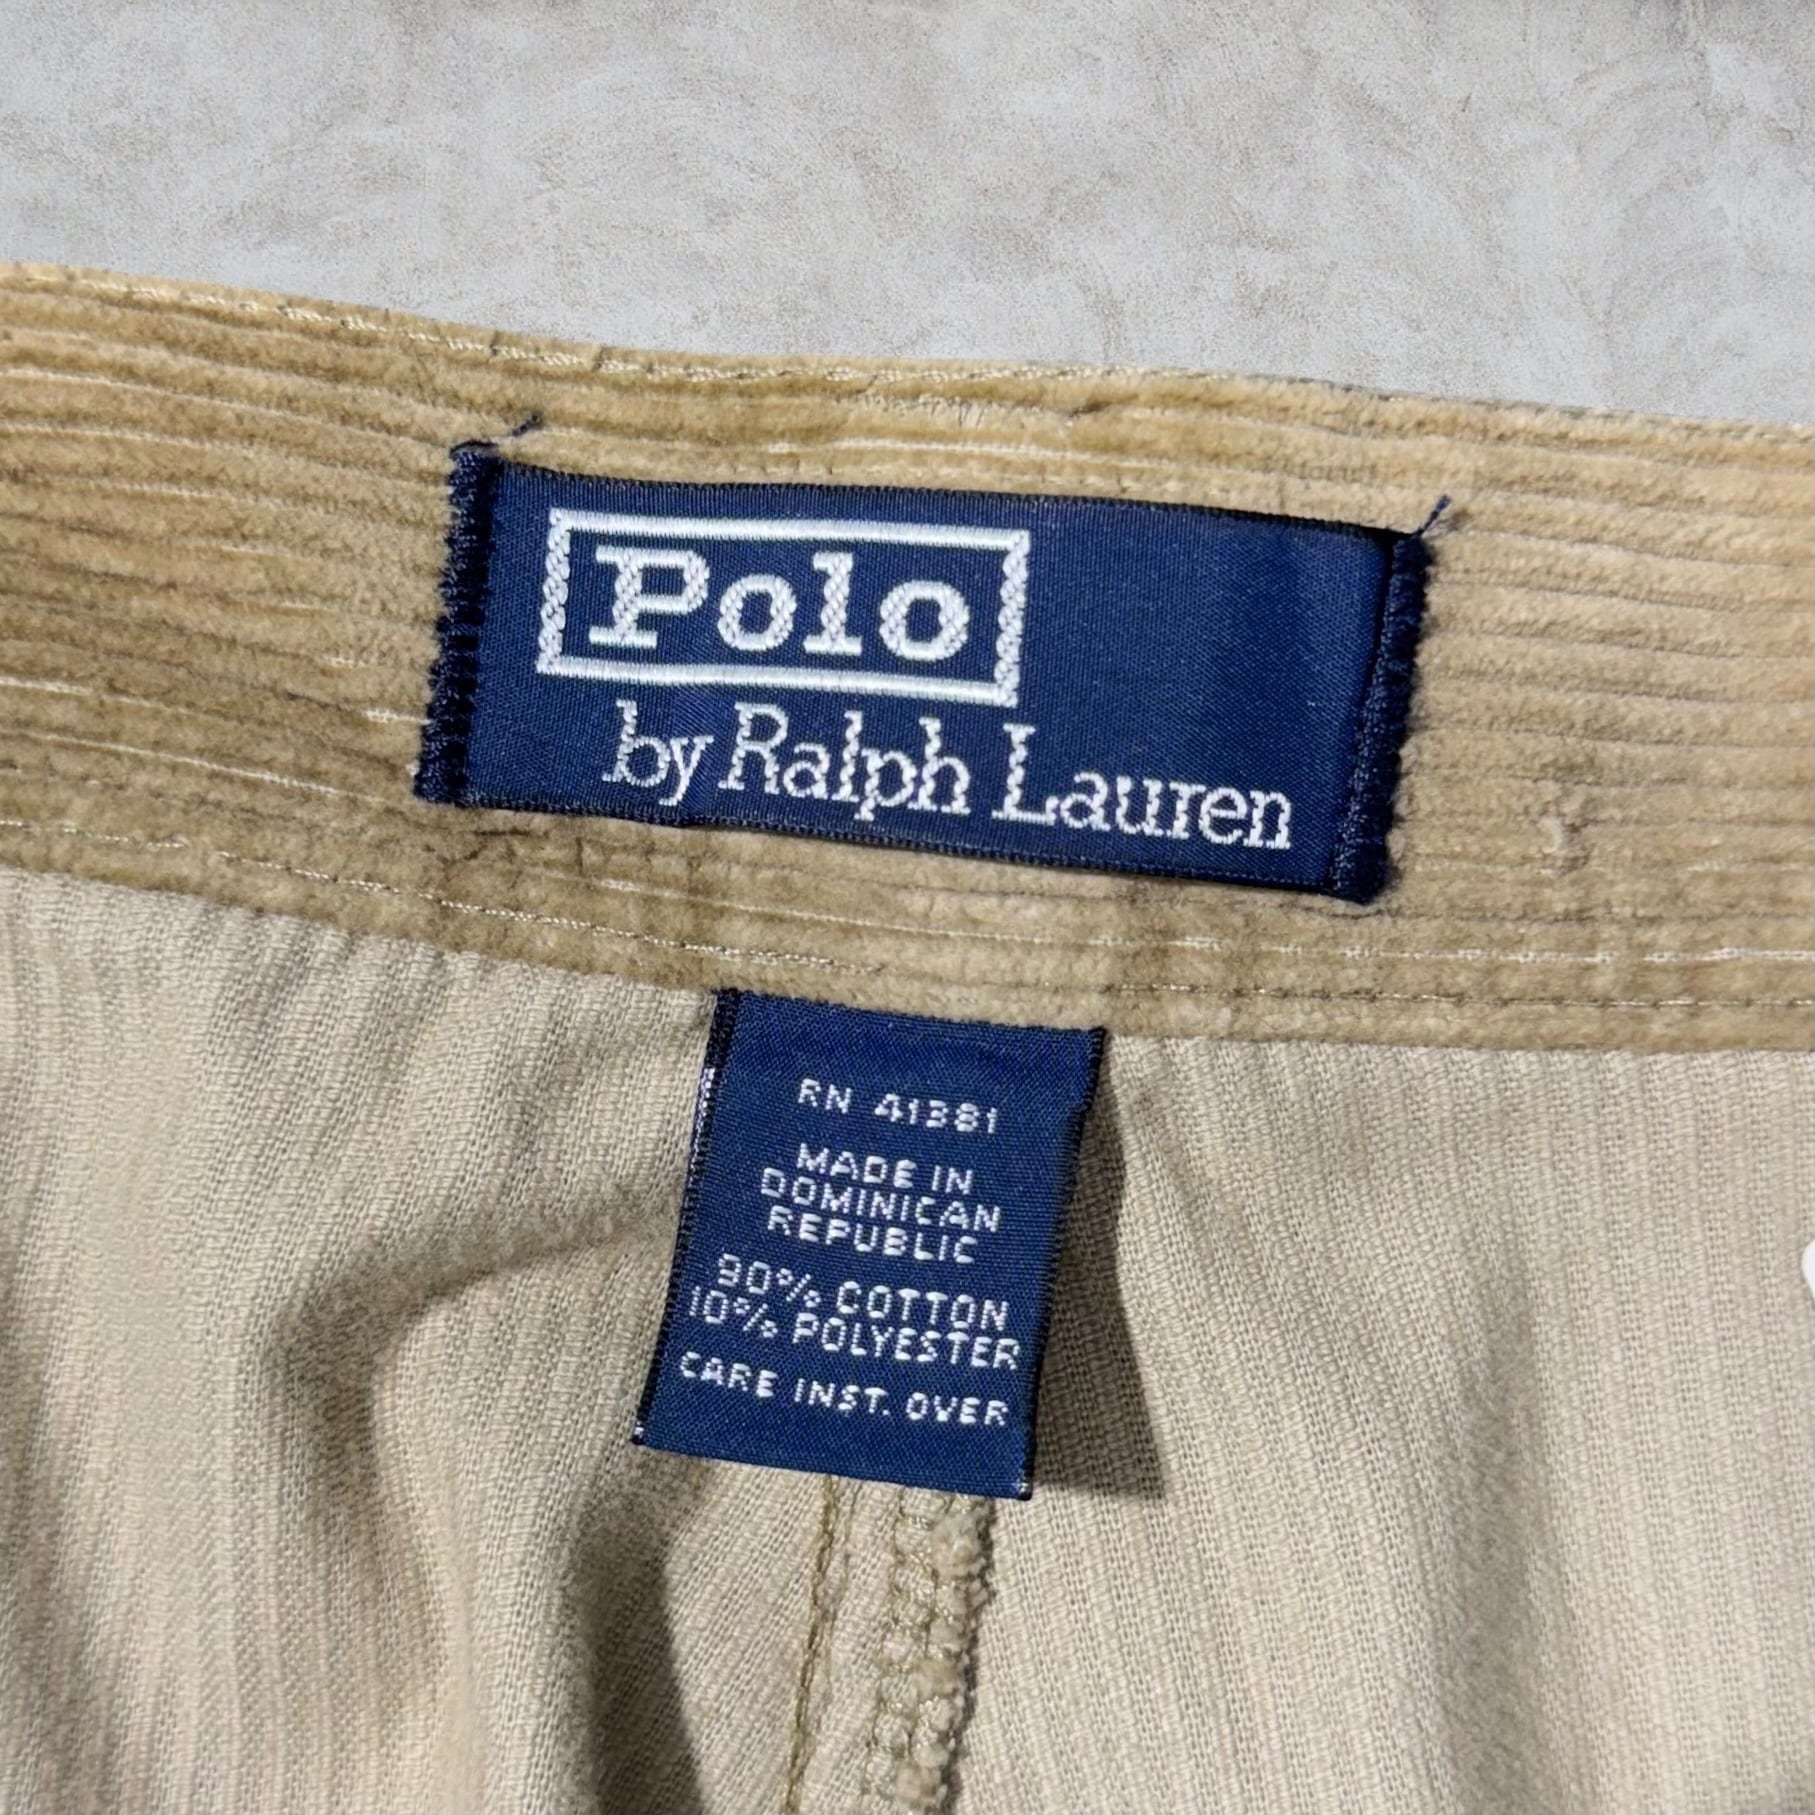 Polo
by Ralph Lauren
RN 41381
MADE IN
DOMINICAN
REPUBLIC
90% COTTON
10% POLYESTER
CARE INST. OVER